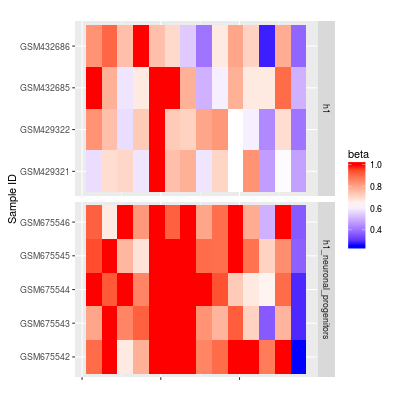 GSM432686
GSM432685
GSM429322
GSM429321
h1
GSM675546
GSM675545
GSM675544
GSM675543
GSM675542
h1_neuronal_progenitors
Sample ID
beta
1.0
0.8
0.6
0.4